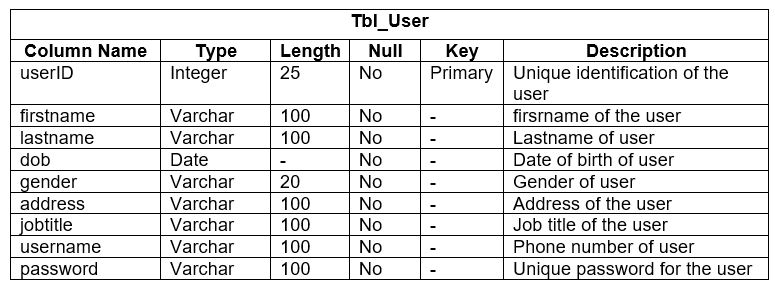 Tbl_User
Column Name Type Length Null Key Description
userID Integer 25 No Primary Unique identification of the
user
firstname Varchar 100 No - firsrname of the user
lastname Varchar 100 No - Lastname of user
dob Date - No - Date of birth of user
gender Varchar 20 No - Gender of user
address Varchar 100 No - Address of the user
jobtitle Varchar 100 No - Job title of the user
username Varchar 100 No - Phone number of user
password Varchar 100 No - Unique password for the user